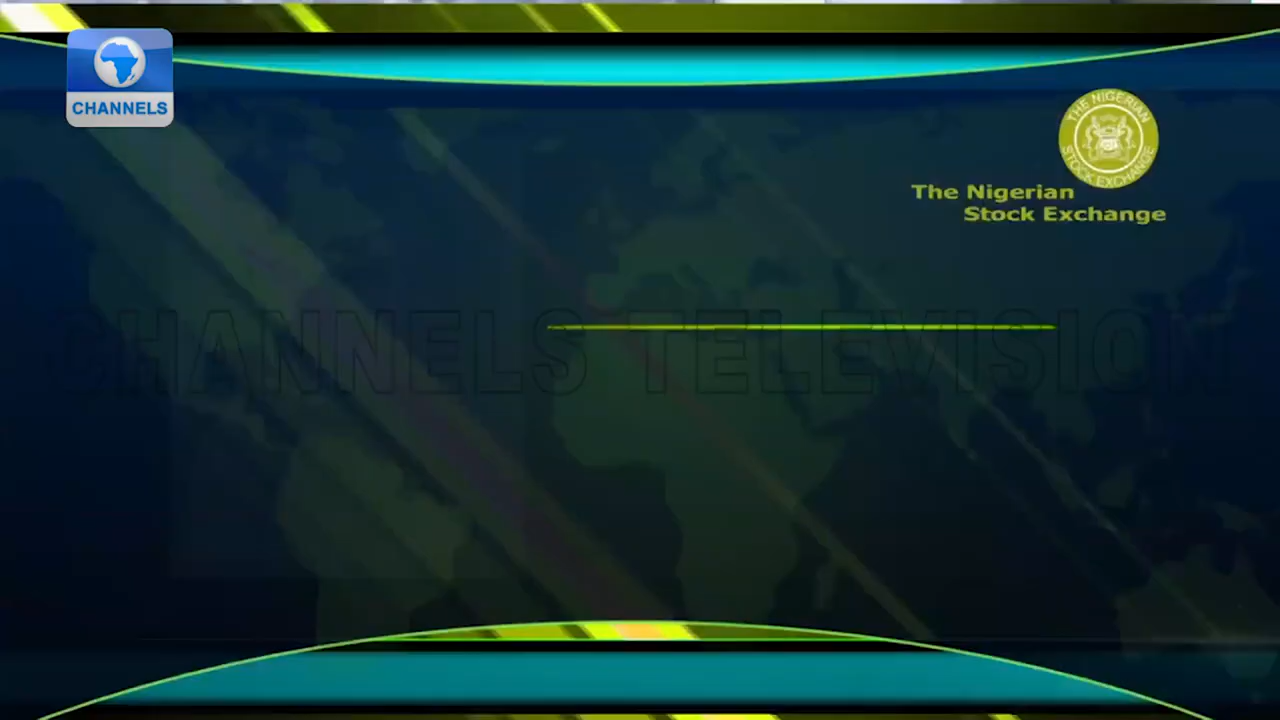 CHANNELS
THE NIGERIAN
STOCK EXCHANGE
The Nigerian
Stock Exchange
CHANNELS TELEVISION